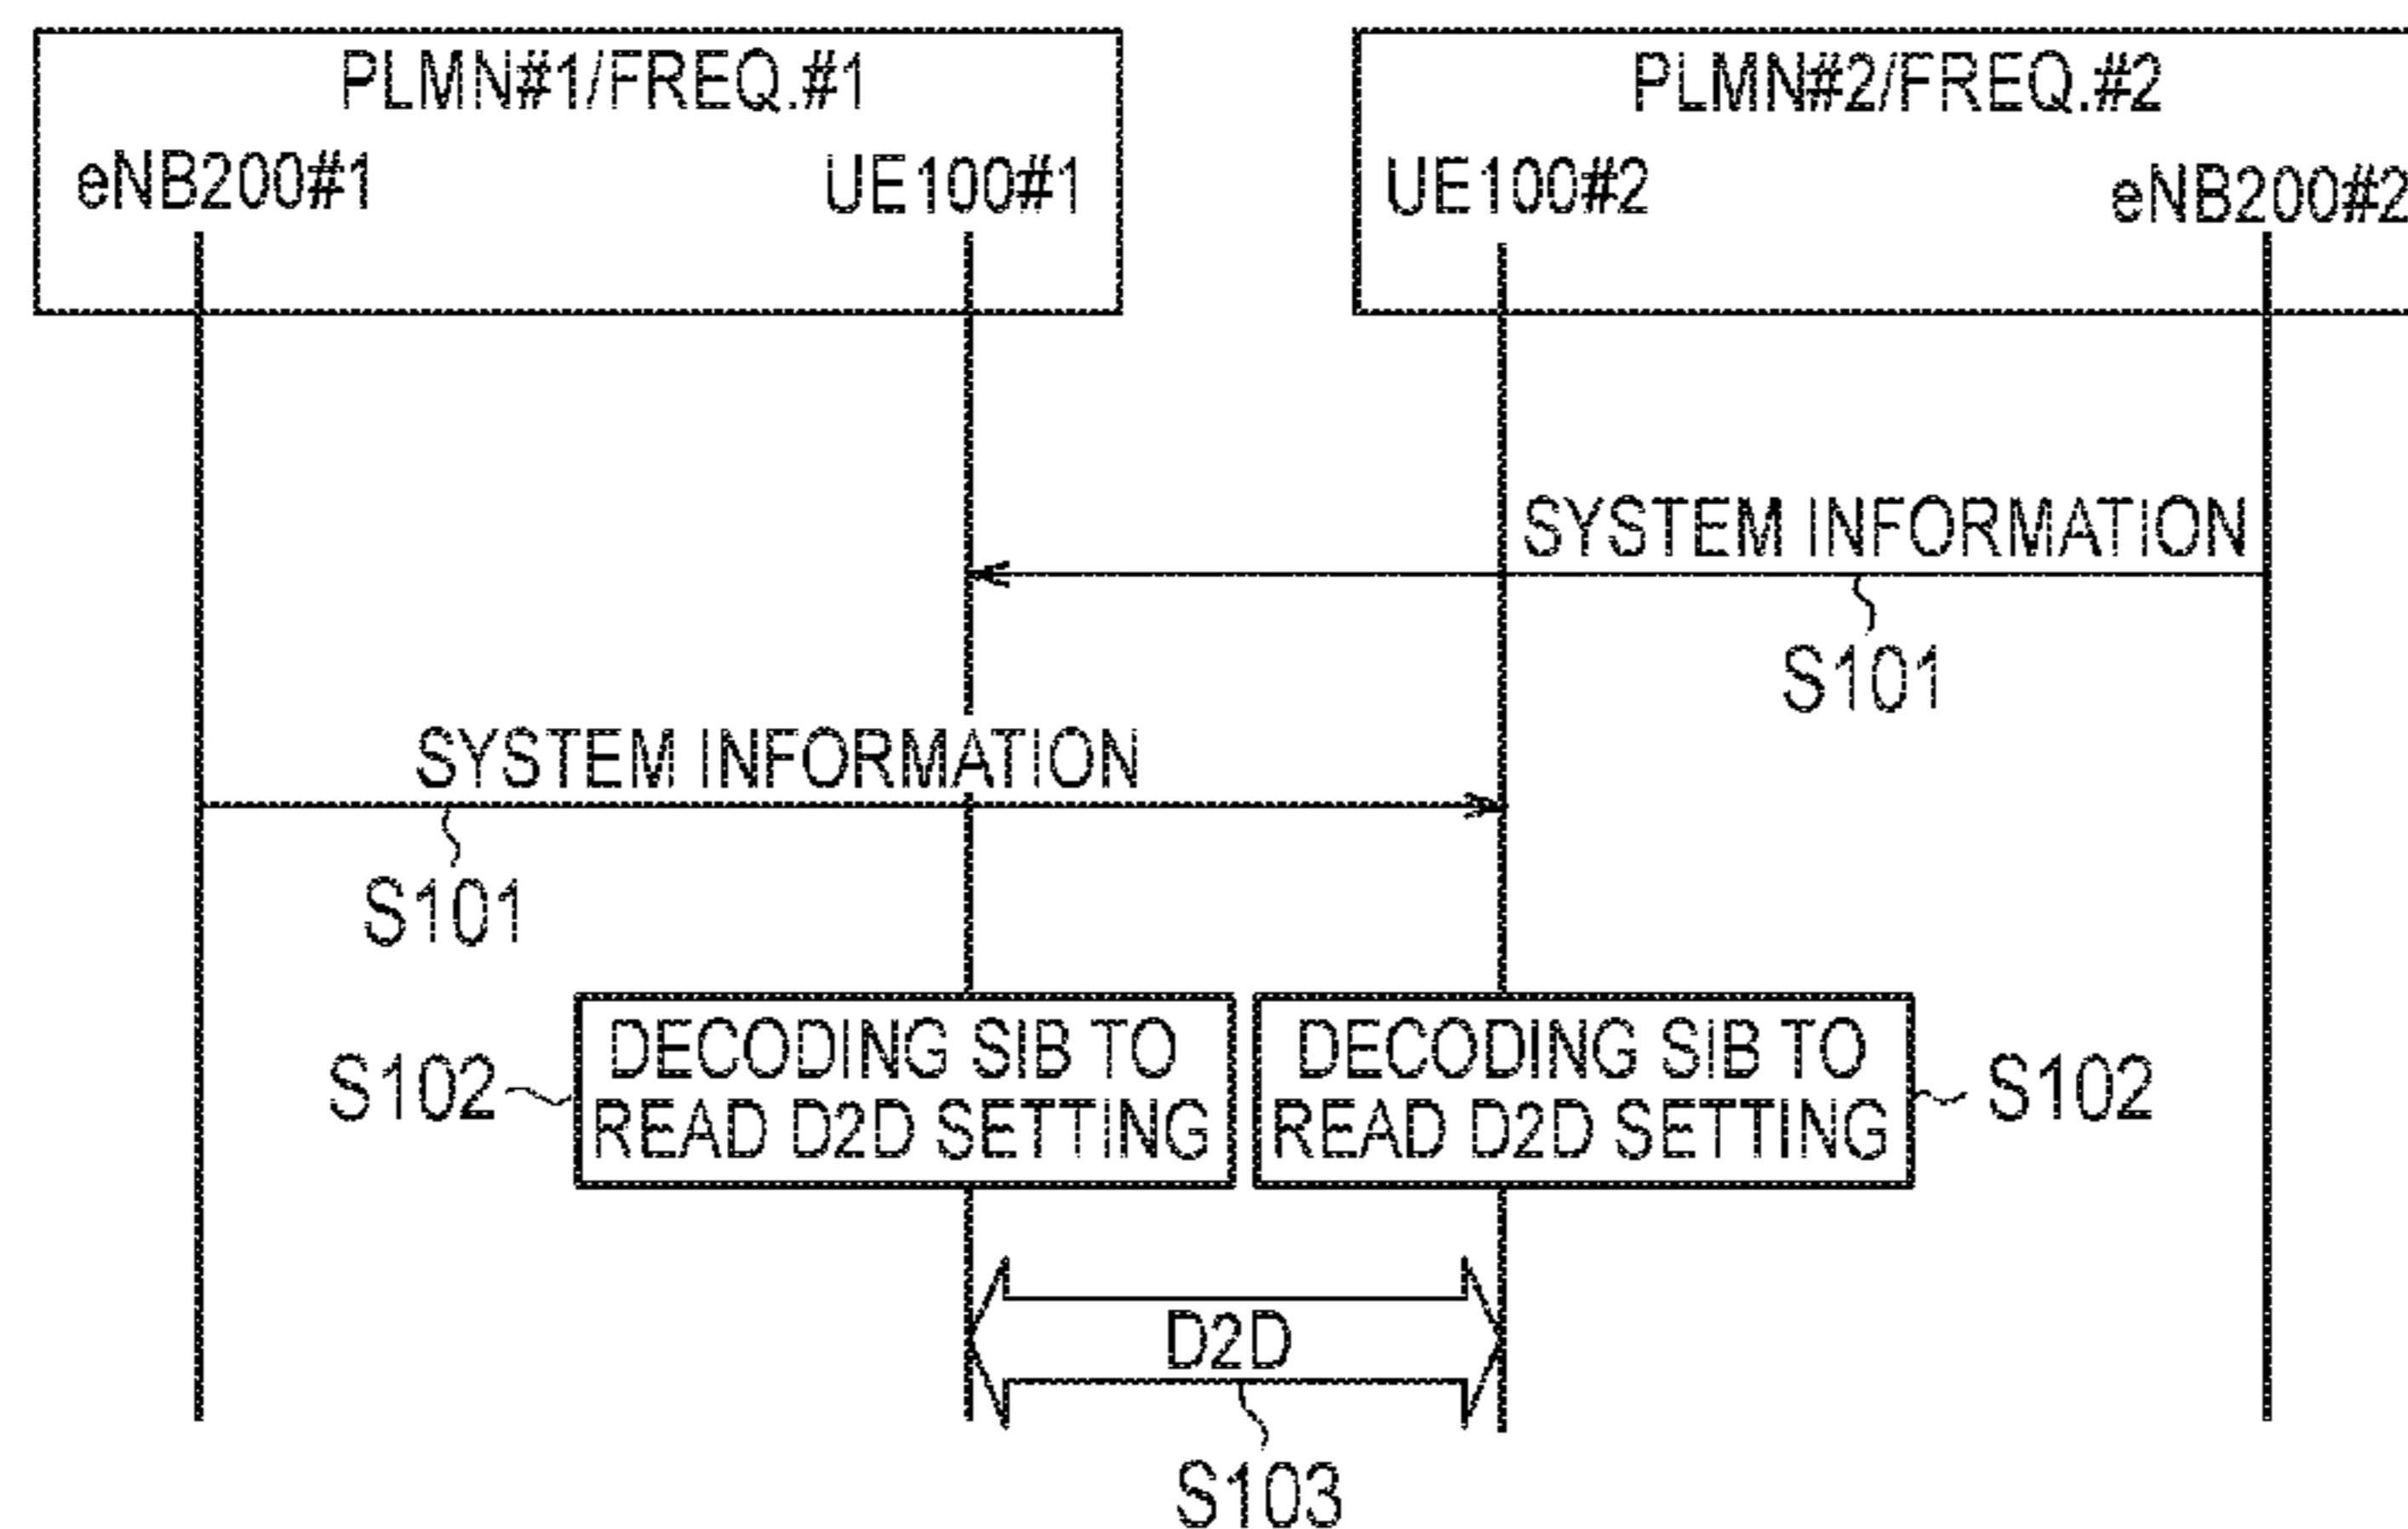 PLMN#1/FREQ.#1
eNB200#1
UE100#1
PLMN#2/FREQ.#2
UE100#2
eNB200#2
SYSTEM INFORMATION
S101
SYSTEM INFORMATION
S101
S102
DECODING SIB TO
READ D2D SETTING
DECODING SIB TO
READ D2D SETTING
S102
D2D
S103